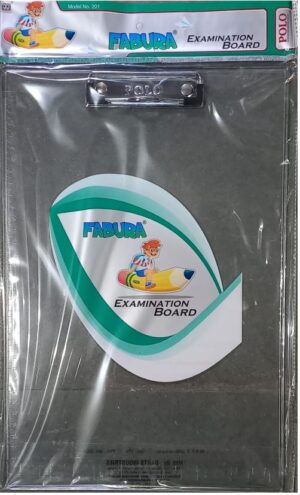 Model No. 201
FABURA®
EXAMINATION
BOARD
POLO
POLO
FABURA®
EXAMINATION
BOARD